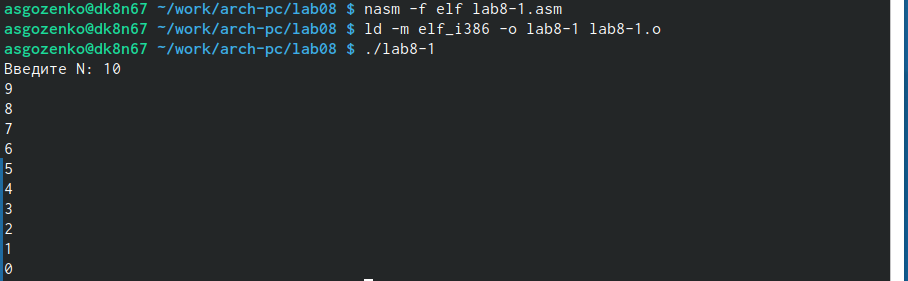 asgozenko@dk8n67 ~/work/arch-pc/lab08 $ nasm -f elf lab8-1.asm
asgozenko@dk8n67 ~/work/arch-pc/lab08 $ ld -m elf_i386 -o lab8-1 lab8-1.o
asgozenko@dk8n67 ~/work/arch-pc/lab08 $ ./lab8-1
Введите N: 10
9
8
7
6
5
4
3
2
1
0